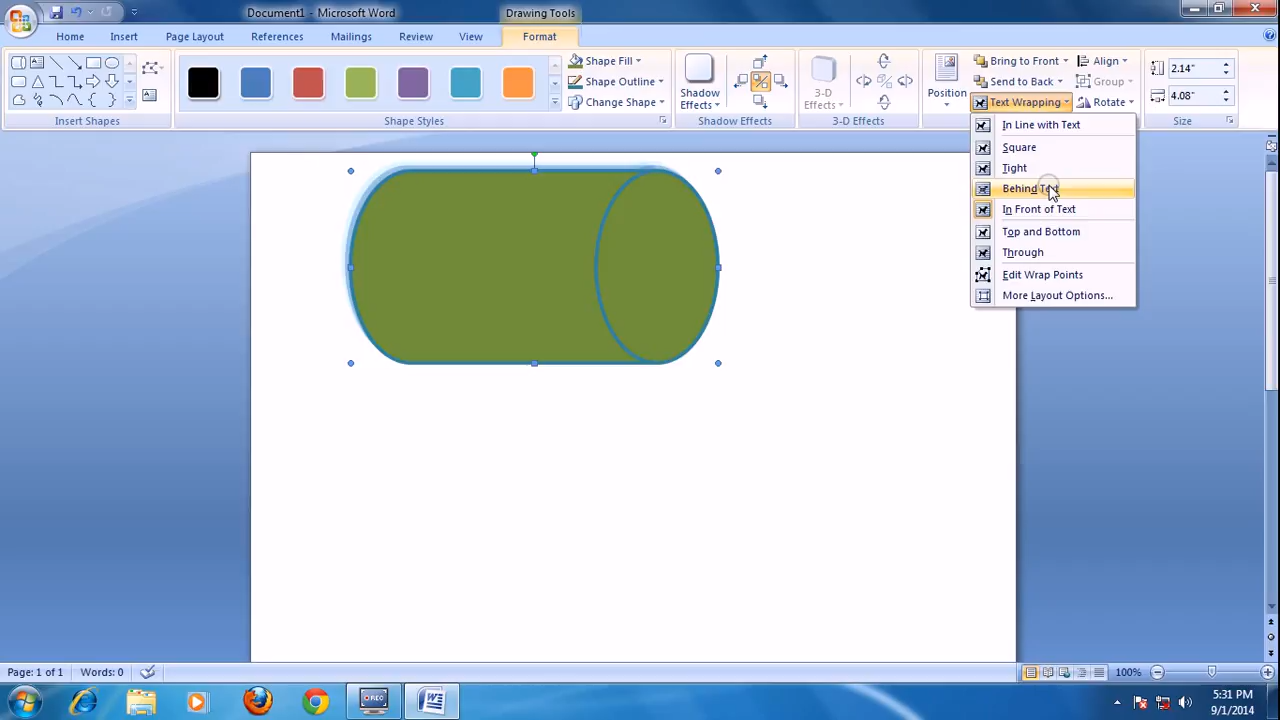 Document1 - Microsoft Word
Drawing Tools
Home Insert Page Layout References Mailings Review View Format
Shape Fill
Shape Outline
Change Shape
Insert Shapes
Shape Styles
Shadow
Effects
Shadow Effects
3-D
Effects
3-D Effects
Position
Bring to Front
Send to Back
Text Wrapping
Align
Group
Rotate
2.14"
4.08"
Size
In Line with Text
Square
Tight
Behind Text
In Front of Text
Top and Bottom
Through
Edit Wrap Points
More Layout Options...
Page: 1 of 1 Words: 0
100%
REC
5:31 PM
9/1/2014